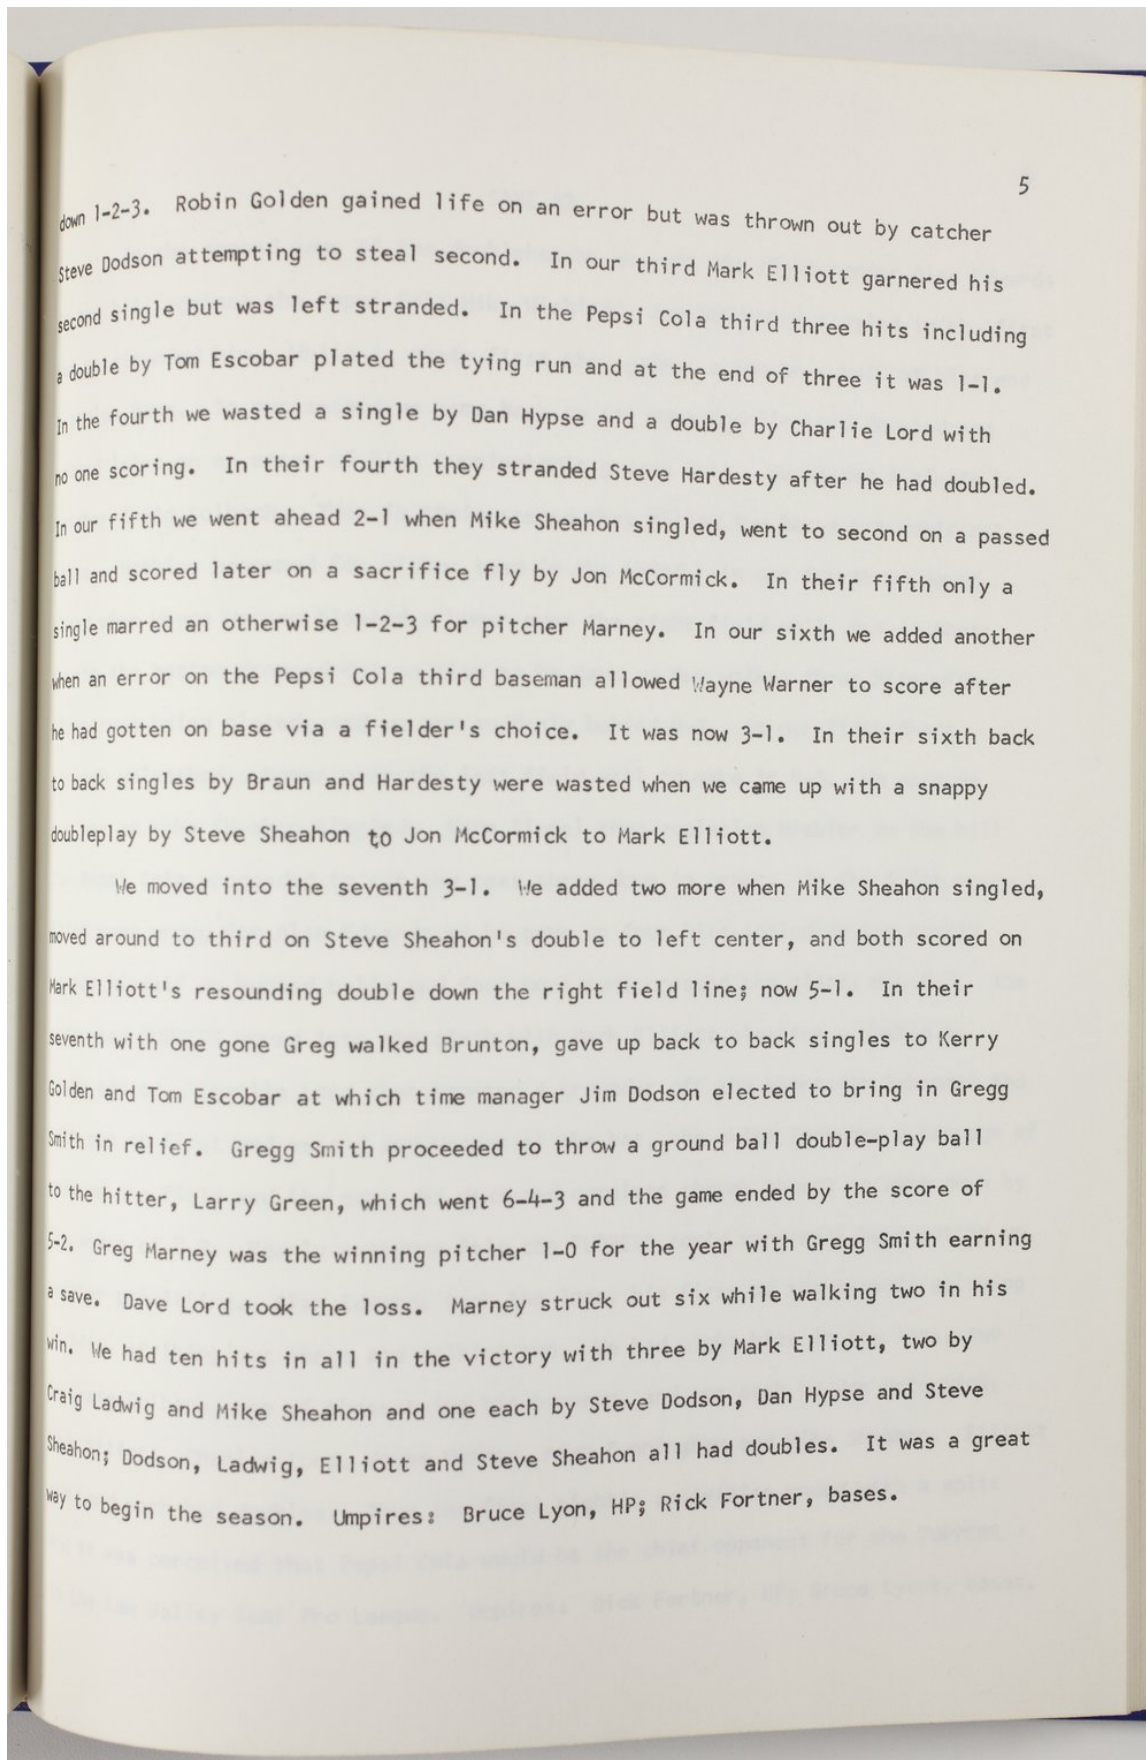 5
down 1-2-3. Robin Golden gained life on an error but was thrown out by catcher
Steve Dodson attempting to steal second. In our third Mark Elliott garnered his
second single but was left stranded. In the Pepsi Cola third three hits including
a double by Tom Escobar plated the tying run and at the end of three it was 1-1.
In the fourth we wasted a single by Dan Hypse and a double by Charlie Lord with
no one scoring. In their fourth they stranded Steve Hardesty after he had doubled.
In our fifth we went ahead 2-1 when Mike Sheahon singled, went to second on a passed
ball and scored later on a sacrifice fly by Jon McCormick. In their fifth only a
single marred an otherwise 1-2-3 for pitcher Marney. In our sixth we added another
when an error on the Pepsi Cola third baseman allowed Wayne Warner to score after
he had gotten on base via a fielder's choice. It was now 3-1. In their sixth back
to back singles by Braun and Hardesty were wasted when we came up with a snappy
doubleplay by Steve Sheahon to Jon McCormick to Mark Elliott.
We moved into the seventh 3-1. We added two more when Mike Sheahon singled,
moved around to third on Steve Sheahon's double to left center, and both scored on
Mark Elliott's resounding double down the right field line; now 5-1. In their
seventh with one gone Greg walked Brunton, gave up back to back singles to Kerry
Golden and Tom Escobar at which time manager Jim Dodson elected to bring in Gregg
Smith in relief. Gregg Smith proceeded to throw a ground ball double-play ball
to the hitter, Larry Green, which went 6-4-3 and the game ended by the score of
5-2. Greg Marney was the winning pitcher 1-0 for the year with Gregg Smith earning
a save. Dave Lord took the loss. Marney struck out six while walking two in his
win. We had ten hits in all in the victory with three by Mark Elliott, two by
Craig Ladwig and Mike Sheahon and one each by Steve Dodson, Dan Hypse and Steve
Sheahon; Dodson, Ladwig, Elliott and Steve Sheahon all had doubles. It was a great
way to begin the season. Umpires: Bruce Lyon, HP; Rick Fortner, bases.